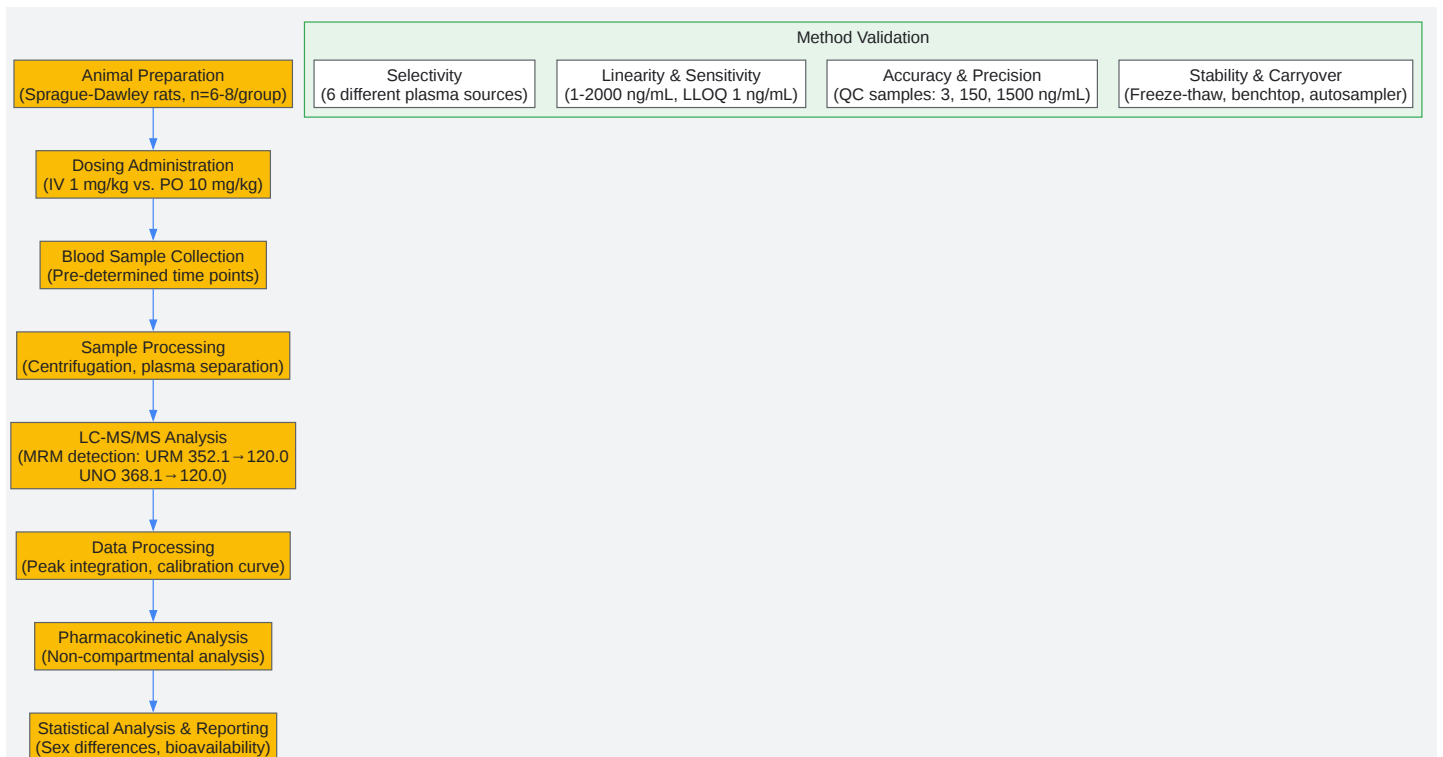 Method Validation
Selectivity
(6 different plasma sources)
Linearity & Sensitivity
(1-2000 ng/mL, LLOQ 1 ng/mL)
Accuracy & Precision
(QC samples: 3, 150, 1500 ng/mL)
Stability & Carryover
(Freeze-thaw, benchtop, autosampler)
Animal Preparation
(Sprague-Dawley rats, n=6-8/group)
Dosing Administration
(IV 1 mg/kg vs. PO 10 mg/kg)
Blood Sample Collection
(Pre-determined time points)
Sample Processing
(Centrifugation, plasma separation)
LC-MS/MS Analysis
(MRM detection: URM 352.1→120.0
UNO 368.1→120.0)
Data Processing
(Peak integration, calibration curve)
Pharmacokinetic Analysis
(Non-compartmental analysis)
Statistical Analysis & Reporting
(Sex differences, bioavailability)